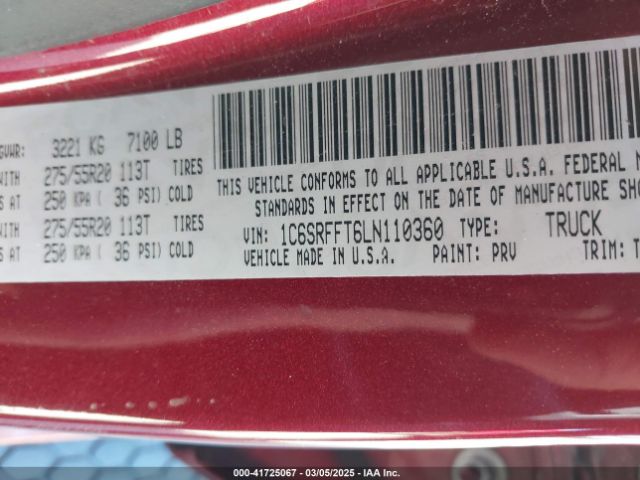 GVWR: 3221 KG 7100 LB
WITH 275/55R20 113T TIRES
S AT 250 KPA ( 36 PSI) COLD
WITH 275/55R20 113T TIRES
S AT 250 KPA ( 36 PSI) COLD
THIS VEHICLE CONFORMS TO ALL APPLICABLE U.S.A. FEDERAL
STANDARDS IN EFFECT ON THE DATE OF MANUFACTURE
VIN: 1C6SRFFT6LN110360 TYPE: TRUCK
VEHICLE MADE IN U.S.A. PAINT: PRV TRIM:
000-41725067 — 03/05/2025 — IAA Inc.